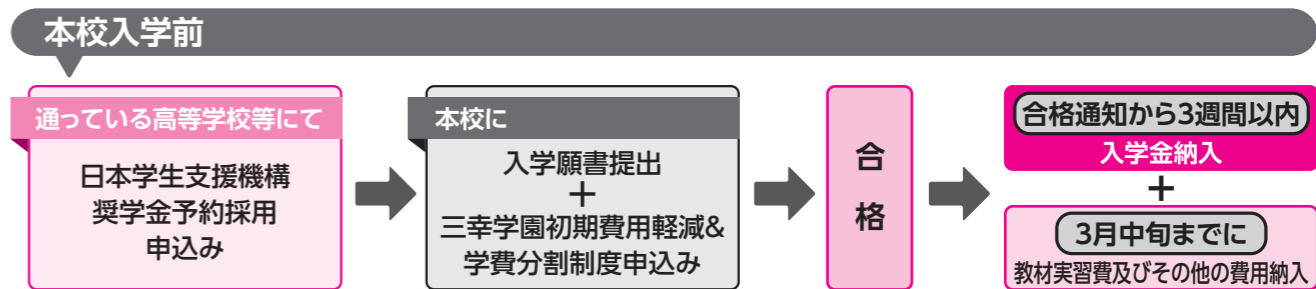 本校入学前
通っている高等学校等にて
日本学生支援機構
奨学金予約採用
申込み
本校に
入学願書提出
+
三幸学園初期費用軽減&
学費分割制度申込み
合
格
合格通知から3週間以内
入学金納入
+
3月中旬までに
教材実習費及びその他の費用納入